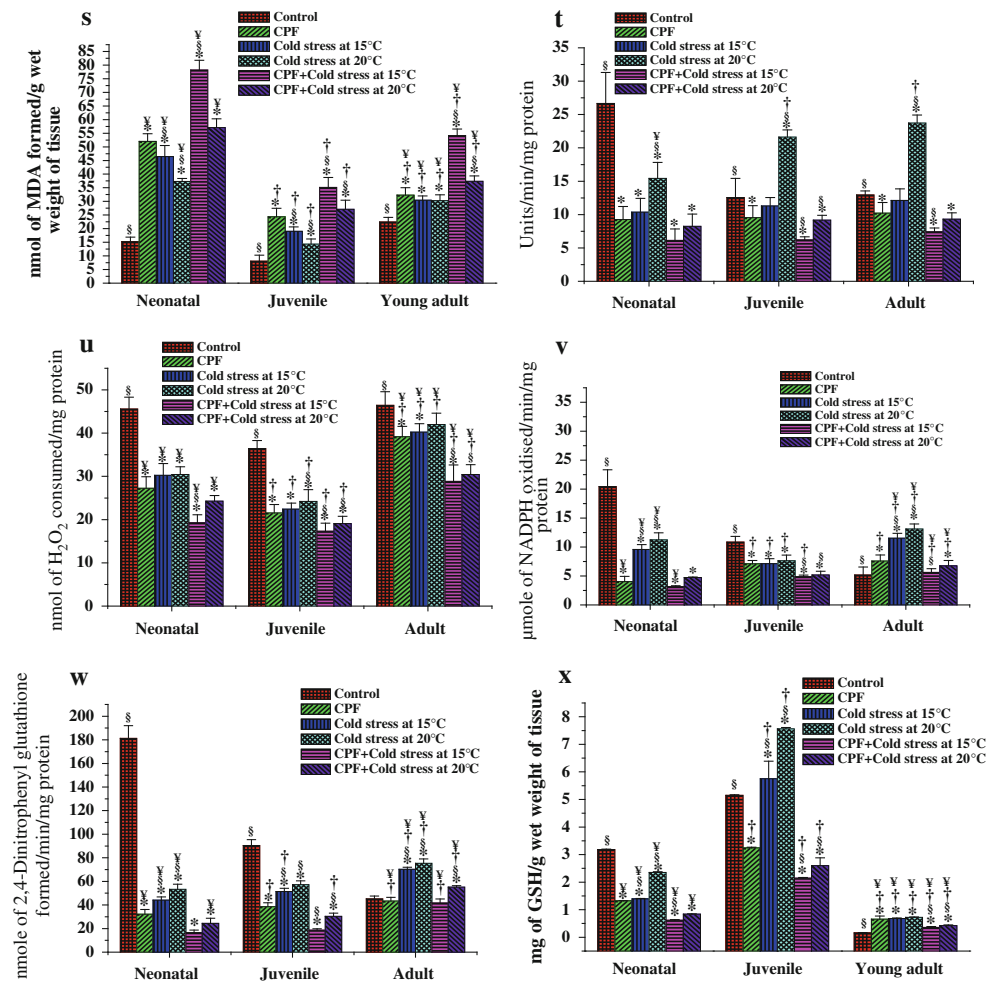 s
Control
CPF
Cold stress at 15°C
Cold stress at 20°C
CPF+Cold stress at 15°C
CPF+Cold stress at 20°C
nmol of MDA formed/g wet
weight of tissue
85
80
75
70
65
60
55
50
45
40
35
30
25
20
15
10
5
0
Neonatal Juvenile Young adult
t
Control
CPF
Cold stress at 15°C
Cold stress at 20°C
CPF+Cold stress at 15°C
CPF+Cold stress at 20°C
Units/min/mg protein
35
30
25
20
15
10
5
0
Neonatal Juvenile Adult
u
Control
CPF
Cold stress at 15°C
Cold stress at 20°C
CPF+Cold stress at 15°C
CPF+Cold stress at 20°C
nmol of H2O2 consumed/mg protein
50
40
30
20
10
0
Neonatal Juvenile Adult
v
Control
CPF
Cold stress at 15°C
Cold stress at 20°C
CPF+Cold stress at 15°C
CPF+Cold stress at 20°C
µmole of NADPH oxidised/min/mg
protein
35
30
25
20
15
10
5
0
Neonatal Juvenile Adult
w
Control
CPF
Cold stress at 15°C
Cold stress at 20°C
CPF+Cold stress at 15°C
CPF+Cold stress at 20°C
nmole of 2,4-Dinitrophenyl glutathione
formed/min/mg protein
200
180
160
140
120
100
80
60
40
20
0
Neonatal Juvenile Adult
x
Control
CPF
Cold stress at 15°C
Cold stress at 20°C
CPF+Cold stress at 15°C
CPF+Cold stress at 20°C
mg of GSH/g wet weight of tissue
8
7
6
5
4
3
2
1
0
Neonatal Juvenile Young adult